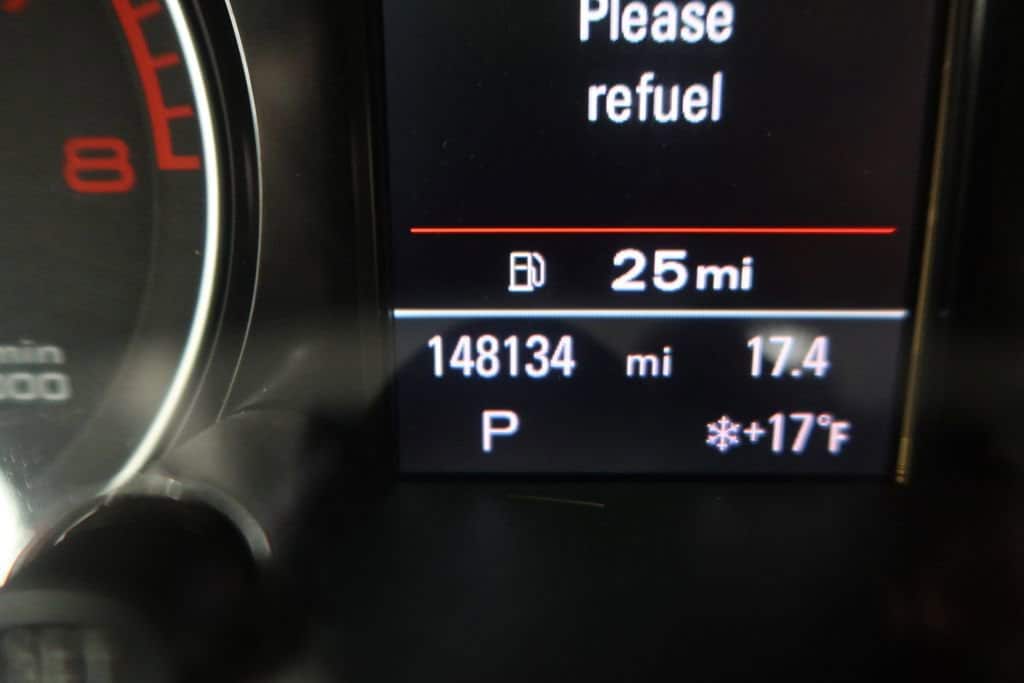 Please
refuel
8
25 mi
148134 mi 17.4
P +17°F